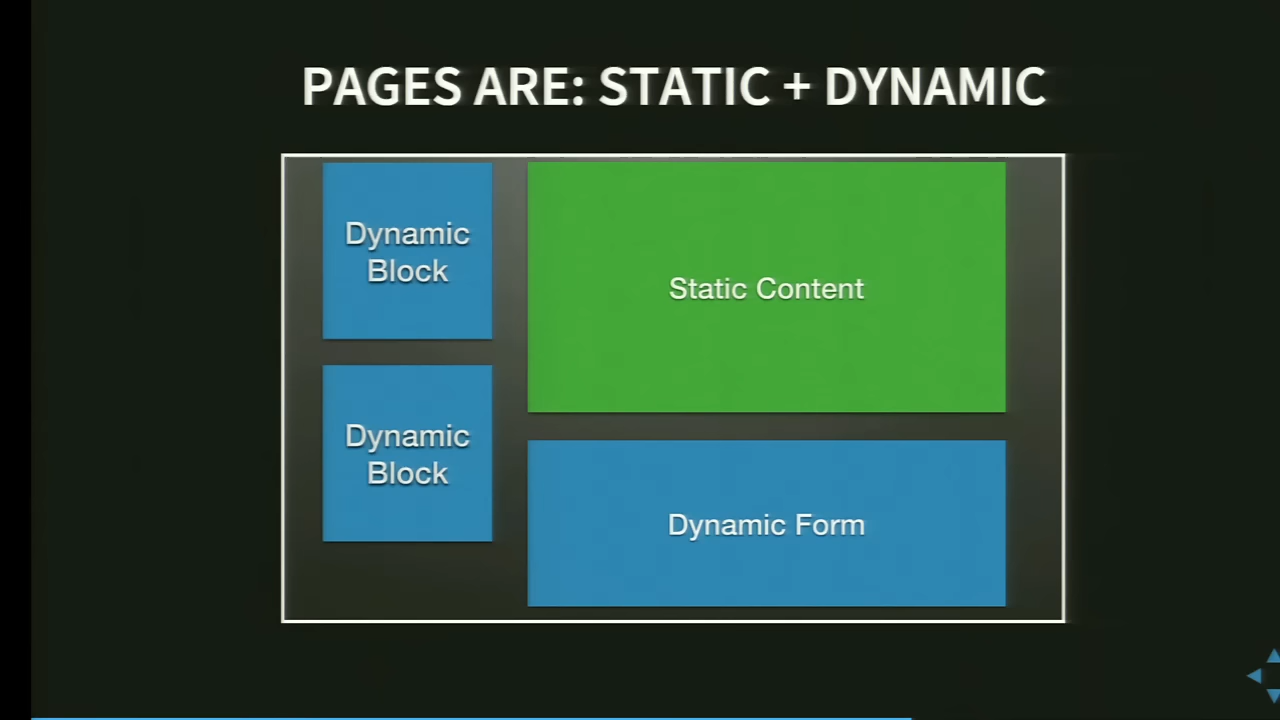 PAGES ARE: STATIC + DYNAMIC
Dynamic
Block
Static Content
Dynamic
Block
Dynamic Form